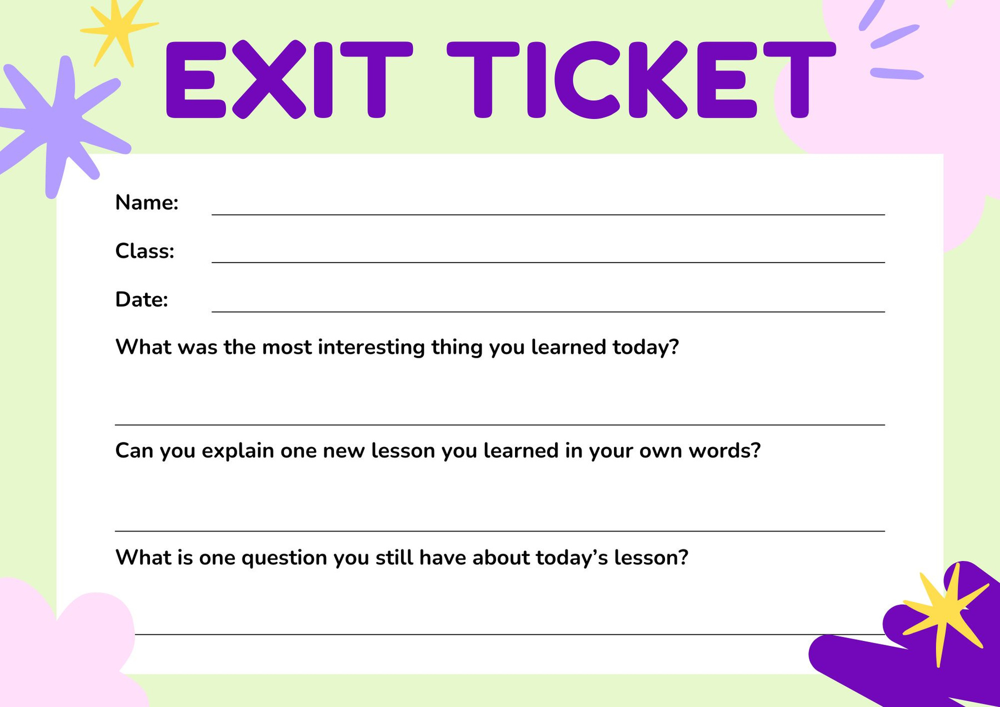 EXIT TICKET
Name:
Class:
Date:
What was the most interesting thing you learned today?
Can you explain one new lesson you learned in your own words?
What is one question you still have about today’s lesson?